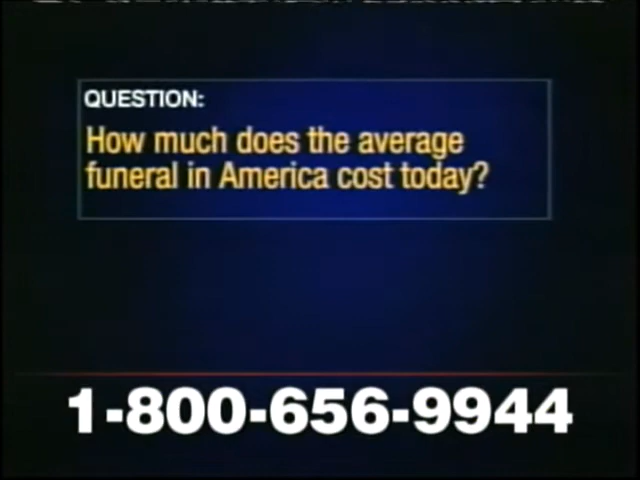 QUESTION:
How much does the average
funeral in America cost today?
1-800-656-9944